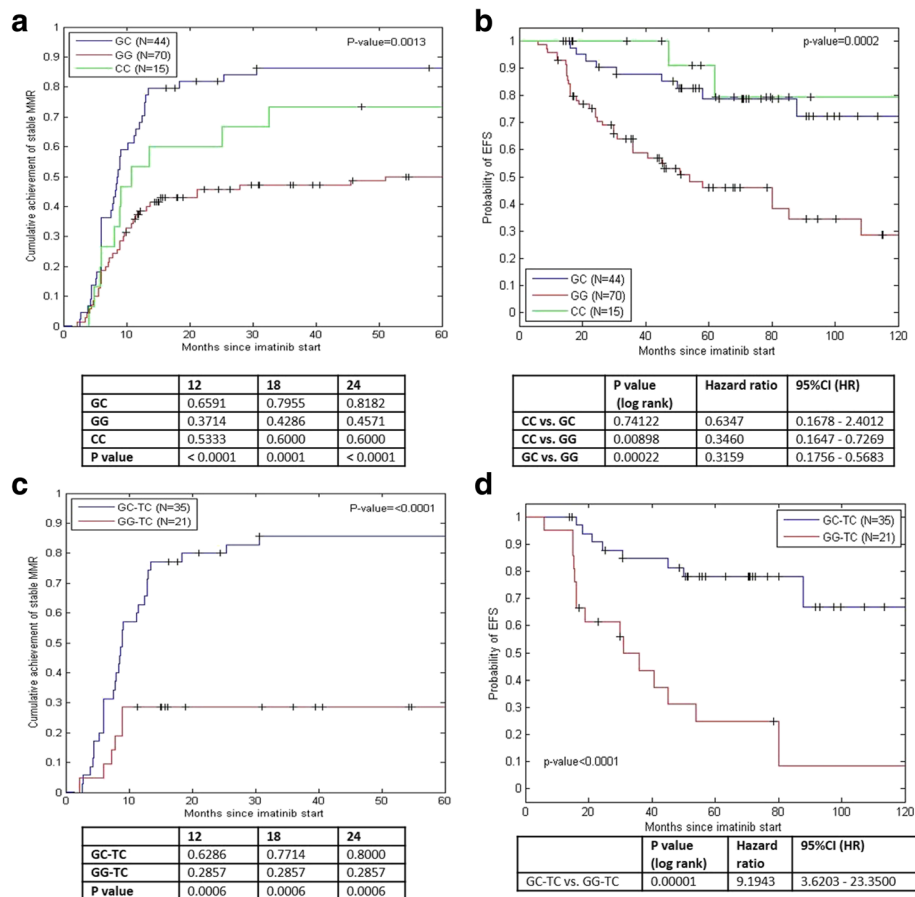 a
GC (N=44)
GG (N=70)
CC (N=15)
P-value=0.0013
1
0.9
0.8
0.7
0.6
0.5
0.4
0.3
0.2
0.1
0
Cumulative achievement of stable MMR
0 10 20 30 40 50 60
Months since imatinib start
12 18 24
GC 0.6591 0.7955 0.8182
GG 0.3714 0.4286 0.4571
CC 0.5333 0.6000 0.6000
P value < 0.0001 0.0001 < 0.0001
b
p-value=0.0002
1
0.9
0.8
0.7
0.6
0.5
0.4
0.3
0.2
0.1
0
Probability of EFS
GC (N=44)
GG (N=70)
CC (N=15)
0 20 40 60 80 100 120
Months since imatinib start
P value (log rank) Hazard ratio 95%CI (HR)
CC vs. GC 0.74122 0.6347 0.1678 - 2.4012
CC vs. GG 0.00898 0.3460 0.1647 - 0.7269
GC vs. GG 0.00022 0.3159 0.1756 - 0.5683
c
GC-TC (N=35)
GG-TC (N=21)
P-value=<0.0001
1
0.9
0.8
0.7
0.6
0.5
0.4
0.3
0.2
0.1
0
Cumulative achievement of stable MMR
0 10 20 30 40 50 60
Months since imatinib start
12 18 24
GC-TC 0.6286 0.7714 0.8000
GG-TC 0.2857 0.2857 0.2857
P value 0.0006 0.0006 0.0006
d
GC-TC (N=35)
GG-TC (N=21)
1
0.9
0.8
0.7
0.6
0.5
0.4
0.3
0.2
0.1
0
Probability of EFS
p-value<0.0001
0 20 40 60 80 100 120
Months since imatinib start
P value (log rank) Hazard ratio 95%CI (HR)
GC-TC vs. GG-TC 0.00001 9.1943 3.6203 - 23.3500